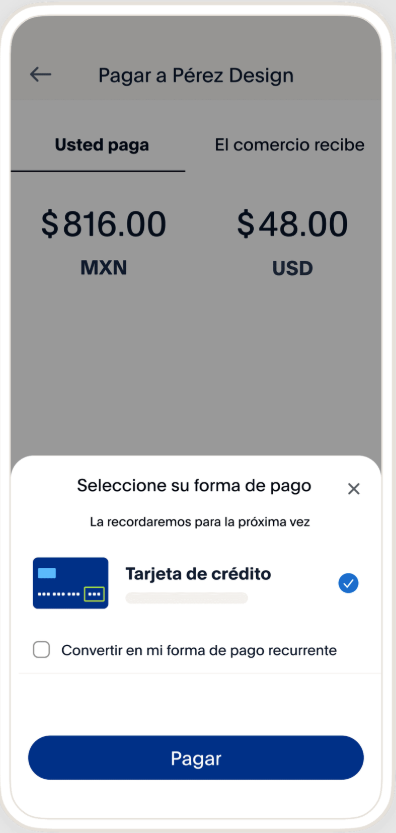 Pagar a Pérez Design
Usted paga
El comercio recibe
$816.00
$48.00
MXN
USD
Seleccione su forma de pago
La recordaremos para la próxima vez
Tarjeta de crédito
Convertir en mi forma de pago recurrente
Pagar